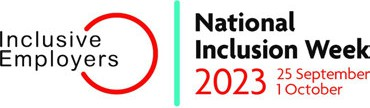 Inclusive
Employers
National
Inclusion Week
2023
25 September
1 October